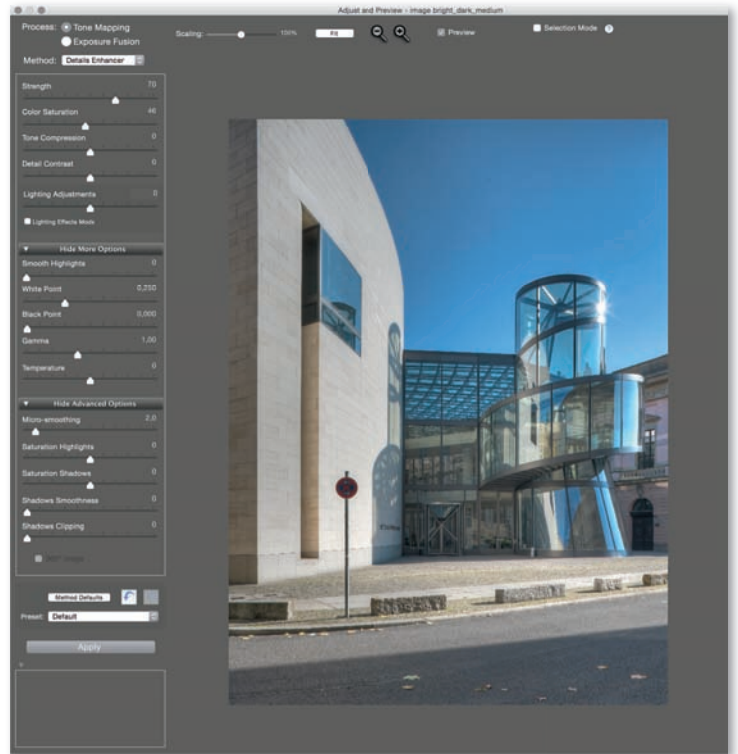 Adjust and Preview - image bright_dark_medium
Process: Tone Mapping
Exposure Fusion
Scaling: 100% Fit Preview Selection Mode ?
Method: Details Enhancer
Strength 70
Color Saturation 46
Tone Compression 0
Detail Contrast 0
Lighting Adjustments 0
Lighting Effects Mode
Hide More Options
Smooth Highlights 0
White Point 0,250
Black Point 0,000
Gamma 1,00
Temperature 0
Hide Advanced Options
Micro-smoothing 2,0
Saturation Highlights 0
Saturation Shadows 0
Shadows Smoothness 0
Shadows Clipping 0
Method Defaults
Preset: Default
Apply